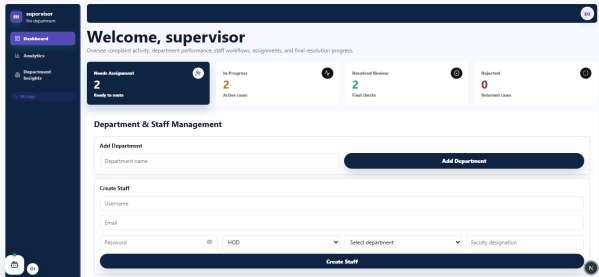 supervisor
No department
Dashboard
Analytics
Department
Insights
Welcome, supervisor
Oversee complaint activity, department performance, staff workflows, assignments, and final-resolution progress.
Needs Assignment
2
Ready to route
In Progress
2
Active cases
Resolved Review
2
Final checks
Rejected
0
Returned cases
Department & Staff Management
Add Department
Department name
Add Department
Create Staff
Username
Email
Password
HOD
Select department
Faculty designation
Create Staff
N